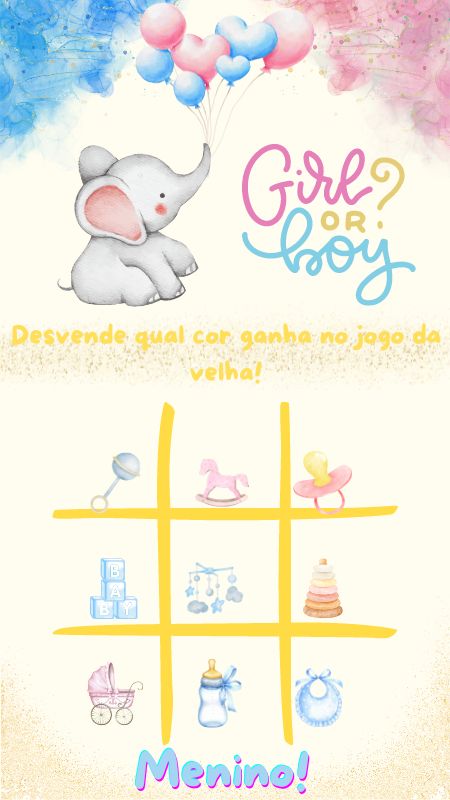 Girl?
OR
boy
Desvende qual cor ganha no jogo da
velha!
B
A
B Y
Menino!